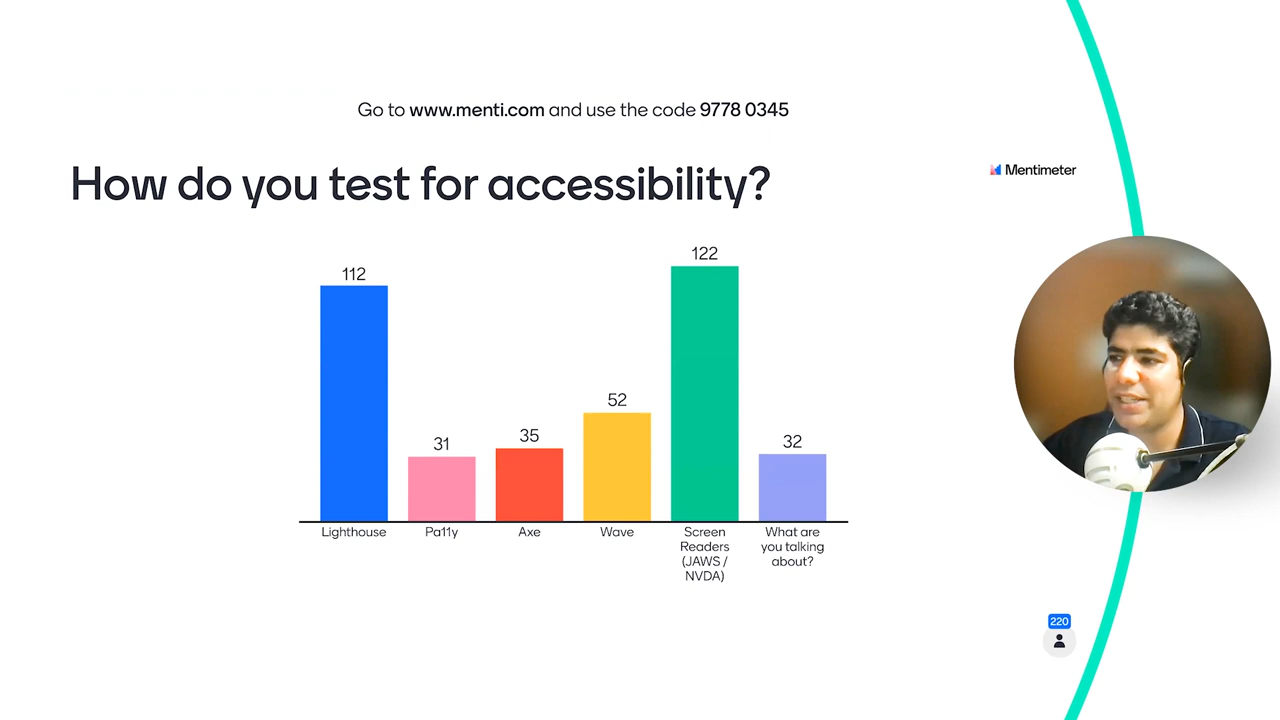 Go to www.menti.com and use the code 9778 0345
How do you test for accessibility?
Mentimeter
112
31
35
52
122
32
Lighthouse
Pa11y
Axe
Wave
Screen
Readers
(JAWS /
NVDA)
What are
you talking
about?
220